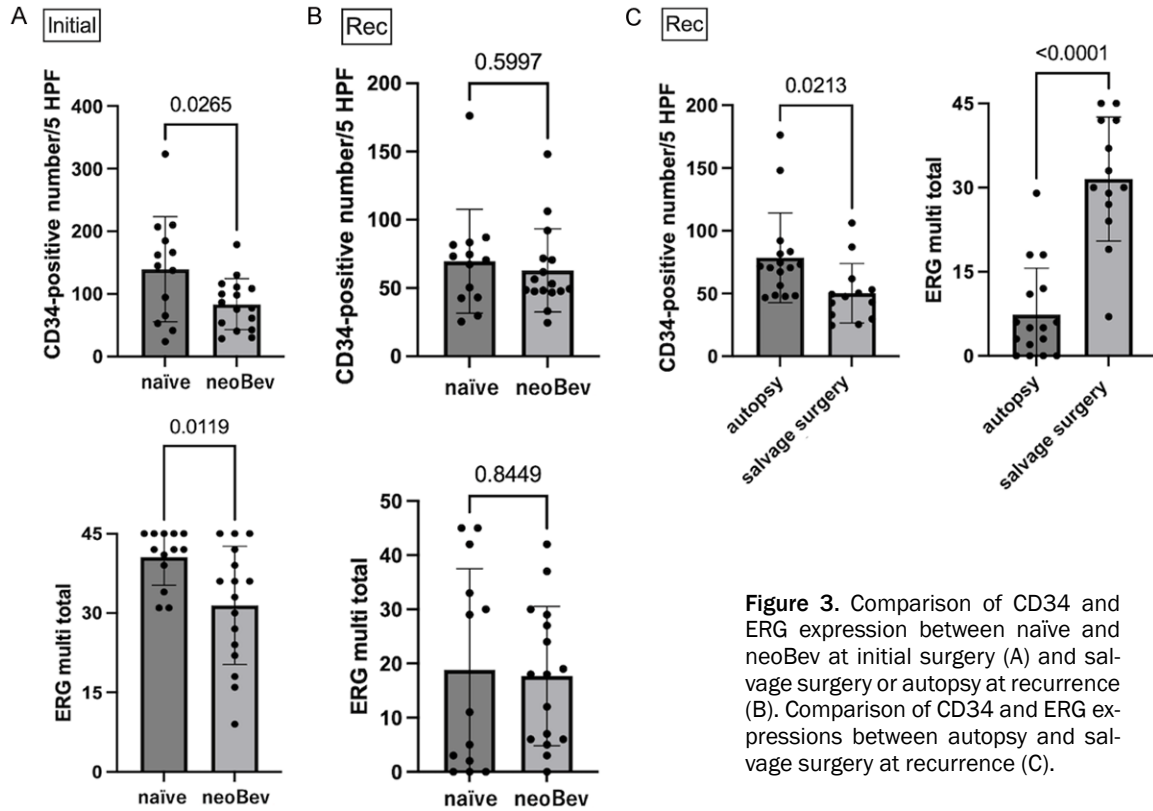 A
Initial
CD34-positive number/5 HPF
400
300
200
100
0
0.0265
naïve
neoBev
ERG multi total
45
30
15
0
0.0119
naïve
neoBev
B
Rec
CD34-positive number/5 HPF
200
150
100
50
0
0.5997
naïve
neoBev
ERG multi total
50
40
30
20
10
0
0.8449
naïve
neoBev
C
Rec
CD34-positive number/5 HPF
200
150
100
50
0
0.0213
autopsy
salvage surgery
ERG multi total
45
30
15
0
<0.0001
autopsy
salvage surgery
Figure 3. Comparison of CD34 and
ERG expression between naïve and
neoBev at initial surgery (A) and sal-
vage surgery or autopsy at recurrence
(B). Comparison of CD34 and ERG ex-
pressions between autopsy and sal-
vage surgery at recurrence (C).